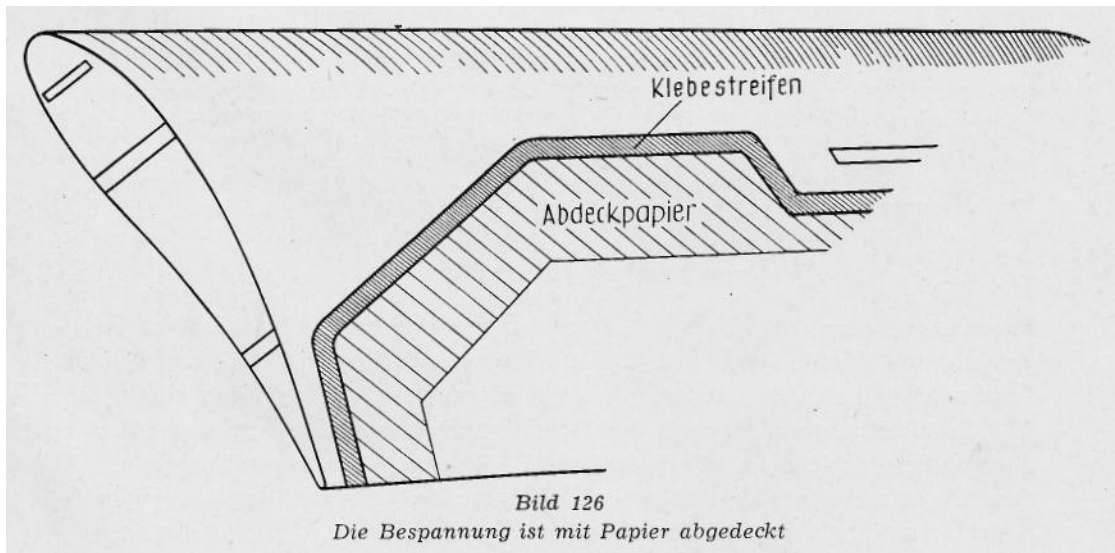 Klebestreifen
Abdeckpapier
Bild 126
Die Bespannung ist mit Papier abgedeckt